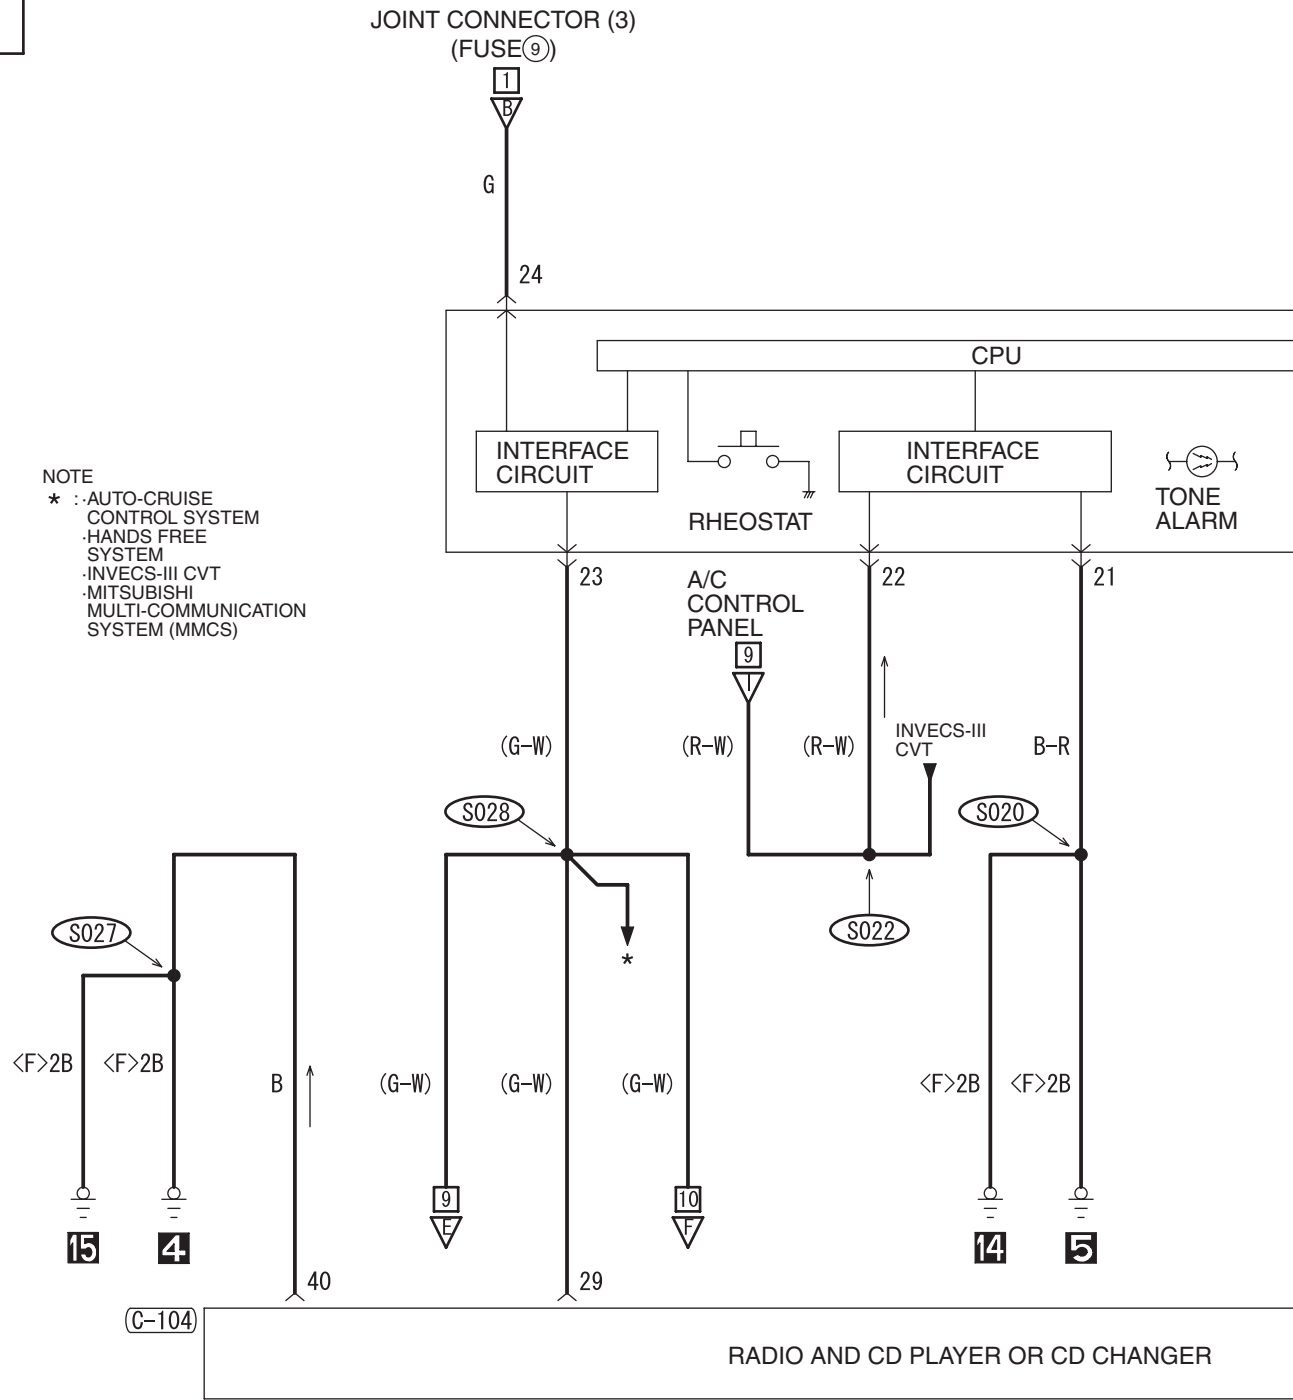 JOINT CONNECTOR (3)
(FUSE⑨)
1
B
G
24
CPU
INTERFACE
CIRCUIT
RHEOSTAT
INTERFACE
CIRCUIT
TONE
ALARM
NOTE
* : ·AUTO-CRUISE
CONTROL SYSTEM
·HANDS FREE
SYSTEM
·INVECS-III CVT
·MITSUBISHI
MULTI-COMMUNICATION
SYSTEM (MMCS)
23
A/C
CONTROL
PANEL
9
I
22
21
(G-W)
(R-W)
(R-W)
INVECS-III
CVT
B-R
S028
S020
S027
S022
*
<F>2B
<F>2B
B
(G-W)
(G-W)
(G-W)
<F>2B
<F>2B
9
E
10
F
15
4
14
5
40
29
(C-104)
RADIO AND CD PLAYER OR CD CHANGER